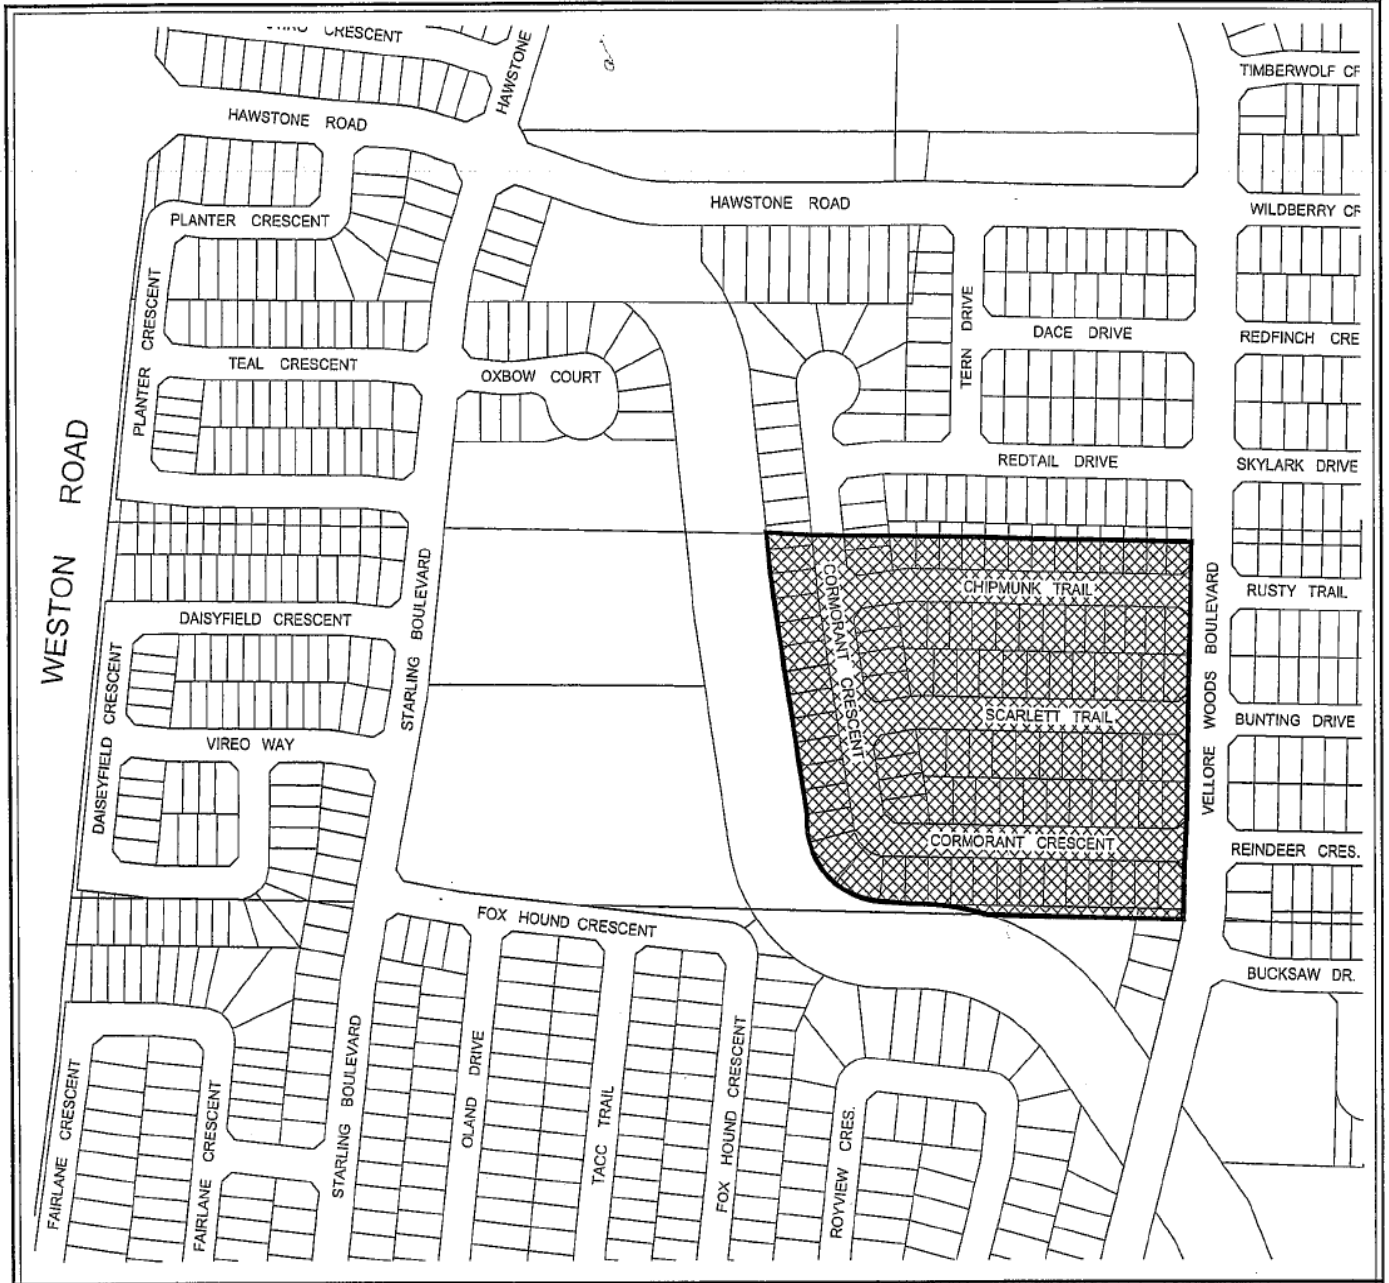 CRESCENT
HAWSTONE
TIMBERWOLF CR
HAWSTONE ROAD
HAWSTONE ROAD
WILDBERRY CR
PLANTER CRESCENT
PLANTER CRESCENT
TERN DRIVE
DACE DRIVE
REDFINCH CRE
TEAL CRESCENT
OXBOW COURT
WESTON ROAD
REDTAIL DRIVE
SKYLARK DRIVE
STARLING BOULEVARD
CORMORANT CRESCENT
CHIPMUNK TRAIL
VELLORE WOODS BOULEVARD
RUSTY TRAIL
DAISYFIELD CRESCENT
DAISEYFIELD CRESCENT
SCARLETT TRAIL
BUNTING DRIVE
VIREO WAY
CORMORANT CRESCENT
REINDEER CRES.
FOX HOUND CRESCENT
BUCKSAW DR.
FAIRLANE CRESCENT
FAIRLANE CRESCENT
STARLING BOULEVARD
OLAND DRIVE
TACC TRAIL
FOX HOUND CRESCENT
ROYVIEW CRES.